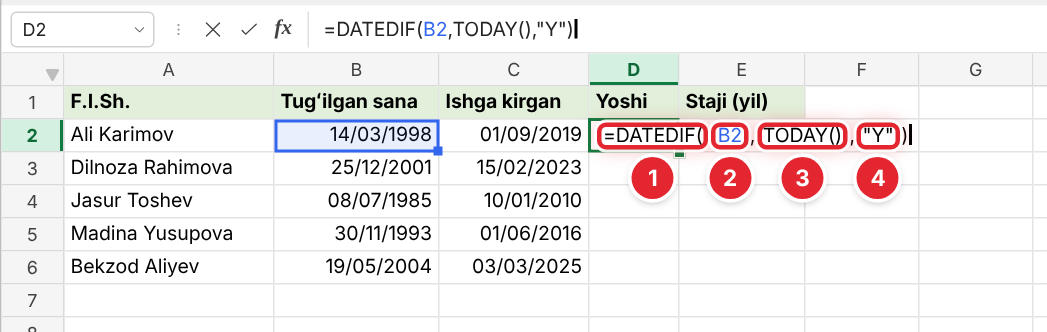 D2 fx =DATEDIF(B2,TODAY(),"Y")
A B C D E F G
1 F.I.Sh. Tugʻilgan sana Ishga kirgan Yoshi Staji (yil)
2 Ali Karimov 14/03/1998 01/09/2019 =DATEDIF( B2 , TODAY() , "Y" )
1 2 3 4
3 Dilnoza Rahimova 25/12/2001 15/02/2023
4 Jasur Toshev 08/07/1985 10/01/2010
5 Madina Yusupova 30/11/1993 01/06/2016
6 Bekzod Aliyev 19/05/2004 03/03/2025
7
8